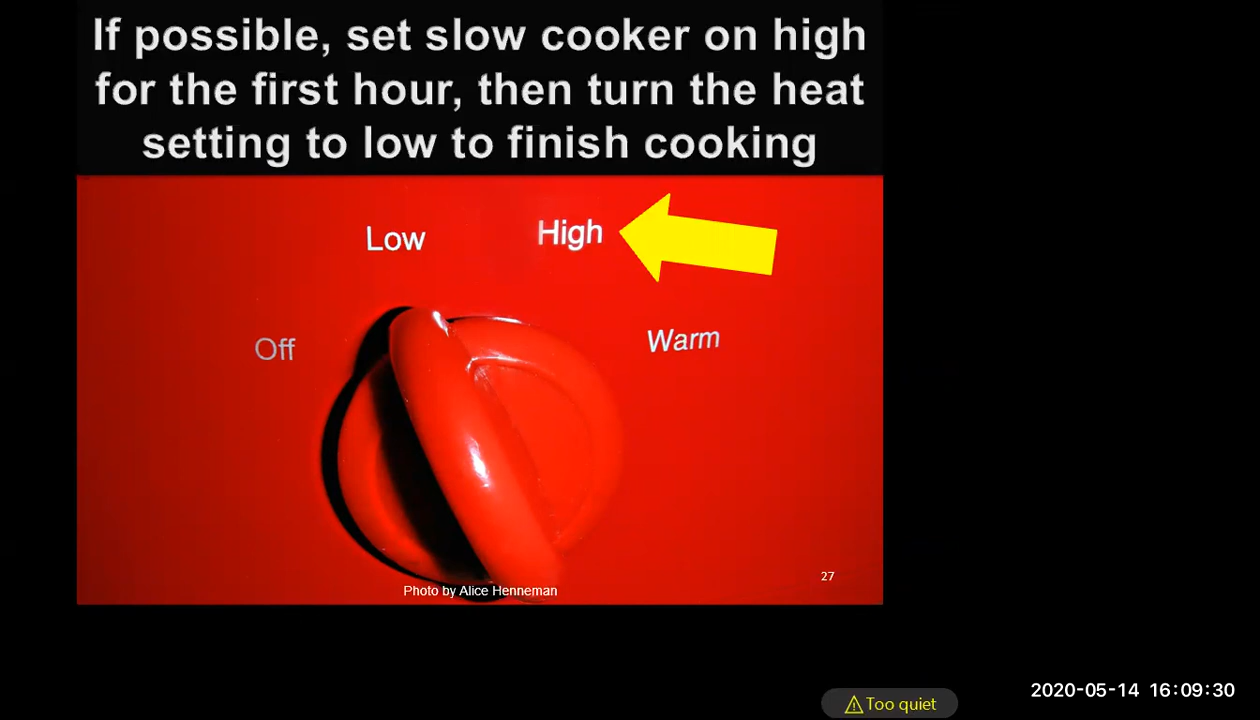 If possible, set slow cooker on high
for the first hour, then turn the heat
setting to low to finish cooking
Low
High
Off
Warm
Photo by Alice Henneman
27
Too quiet
2020-05-14 16:09:30